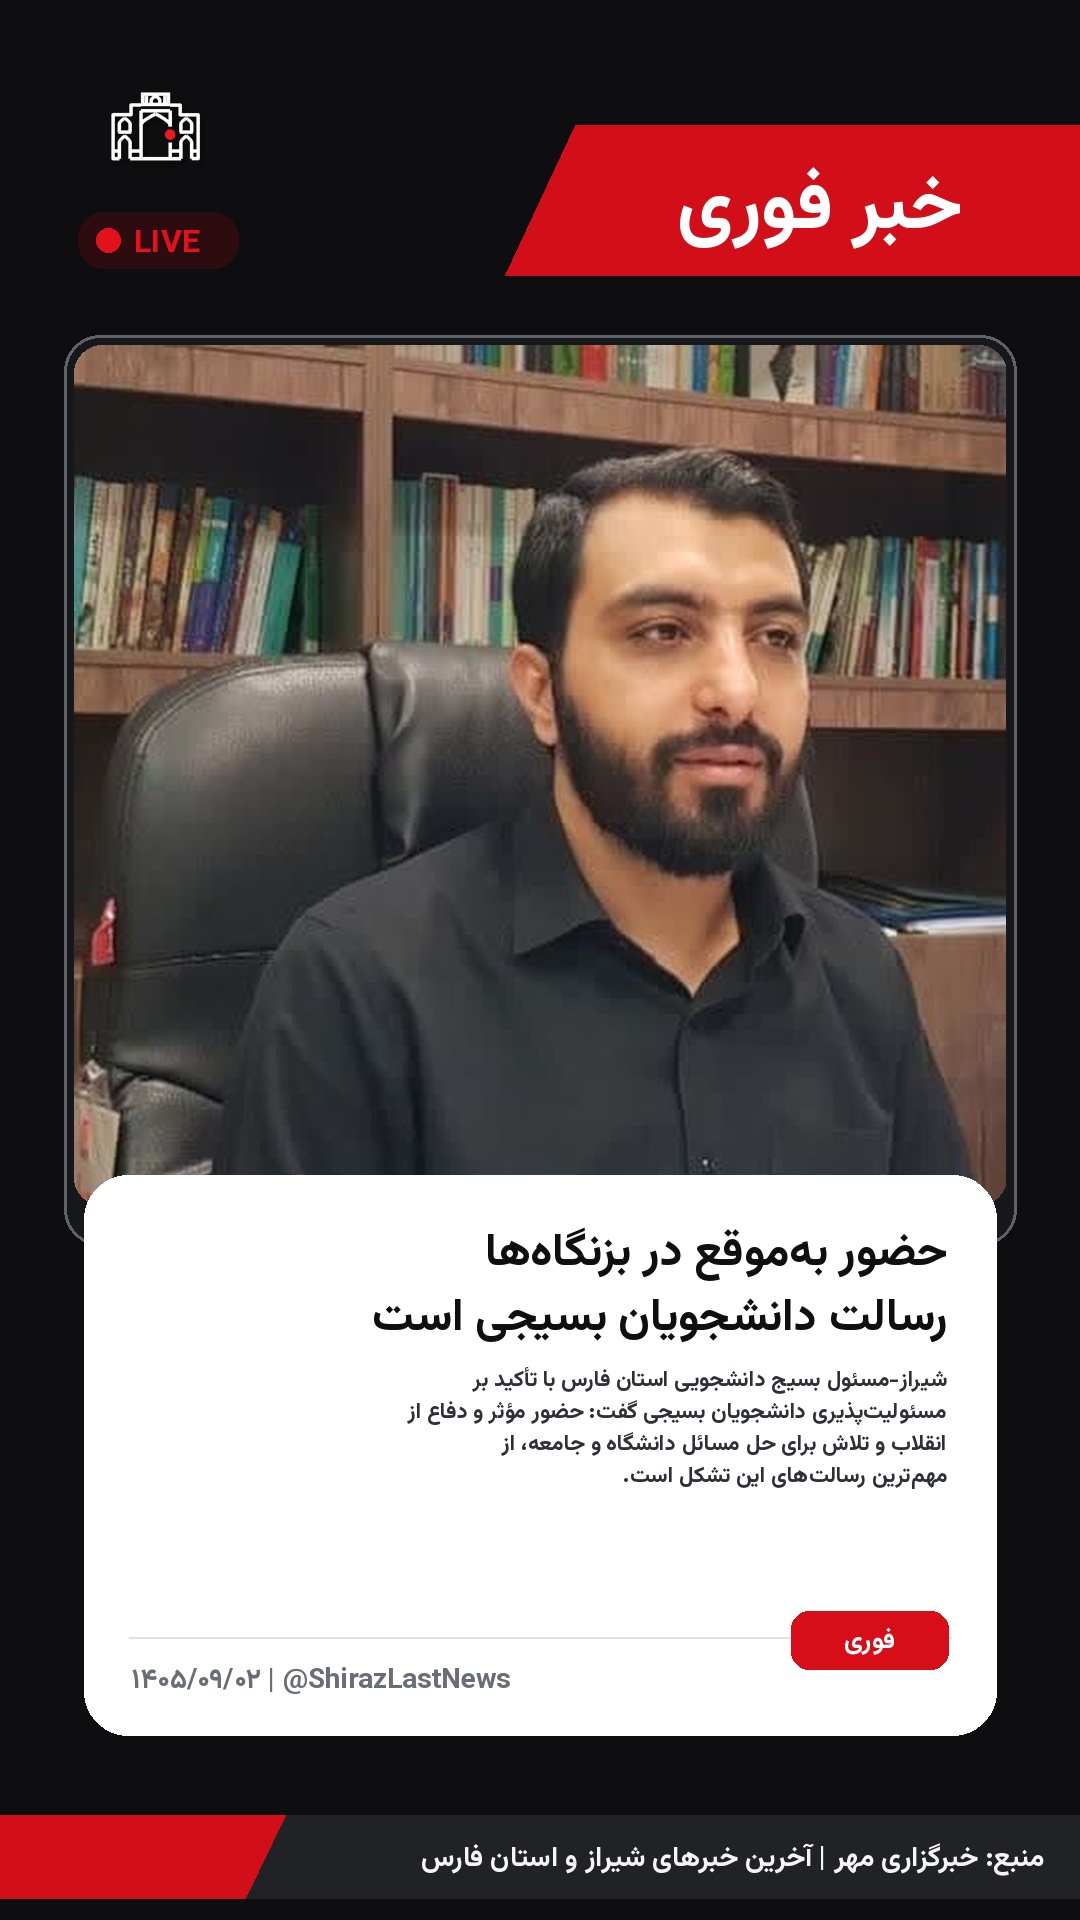 خبر فوری
LIVE
حضور به‌موقع در بزنگاه‌ها
رسالت دانشجویان بسیجی است
شیراز-مسئول بسیج دانشجویی استان فارس با تأکید بر
مسئولیت‌پذیری دانشجویان بسیجی گفت: حضور مؤثر و دفاع از
انقلاب و تلاش برای حل مسائل دانشگاه و جامعه، از
مهم‌ترین رسالت‌های این تشکل است.
فوری
۱۴۰۵/۰۹/۰۲ | @ShirazLastNews
منبع: خبرگزاری مهر | آخرین خبرهای شیراز و استان فارس